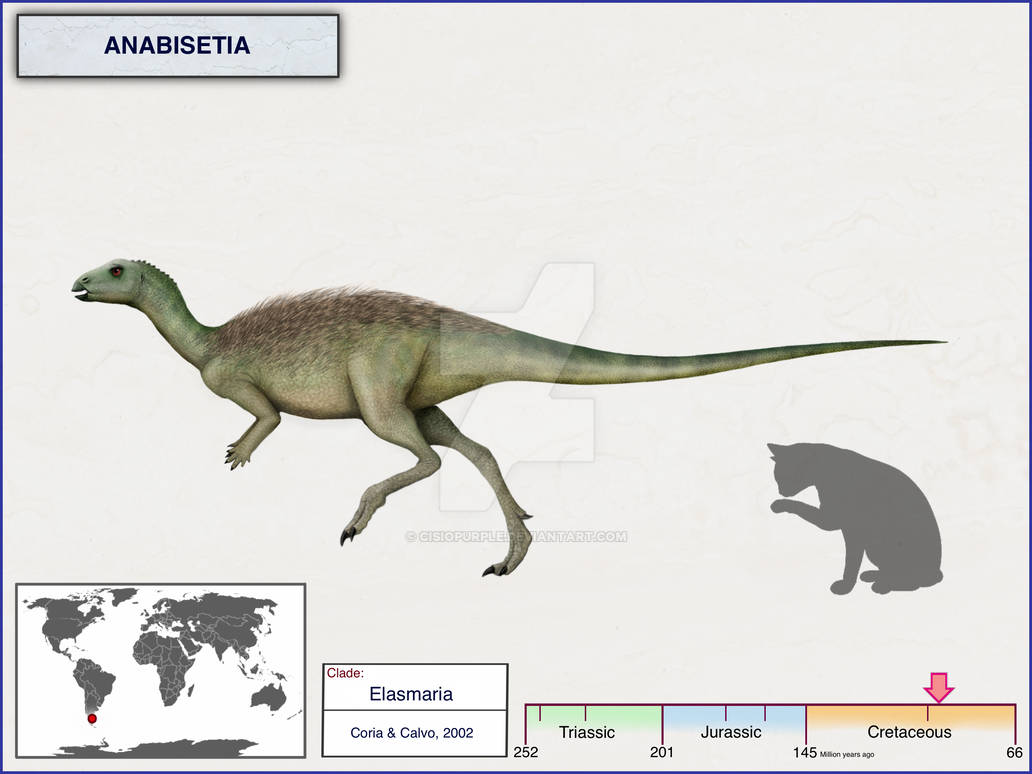 ANABISETIA
© CISIOPURPLE.DEVIANTART.COM
Clade:
Elasmaria
Coria & Calvo, 2002
Triassic
Jurassic
Cretaceous
252
201
145
Million years ago
66